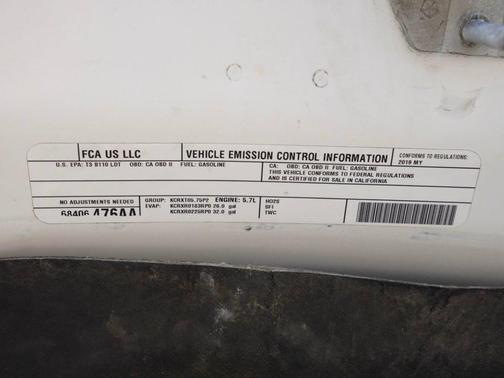 FCA US LLC
VEHICLE EMISSION CONTROL INFORMATION
CONFORMS TO REGULATIONS:
2019 MY
U.S. EPA: T3 B110 LDT OBD: CA OBD II FUEL: GASOLINE
CA: OBD: CA OBD II FUEL: GASOLINE
THIS VEHICLE CONFORMS TO FEDERAL REGULATIONS
AND IS CERTIFIED FOR SALE IN CALIFORNIA
NO ADJUSTMENTS NEEDED
68406 476AA
GROUP: KCRXT05.75P2 ENGINE: 5.7L
EVAP: KCRXR0183RP0 26.0 gal
KCRXR0225RP0 32.0 gal
HO2S
SFI
TWC